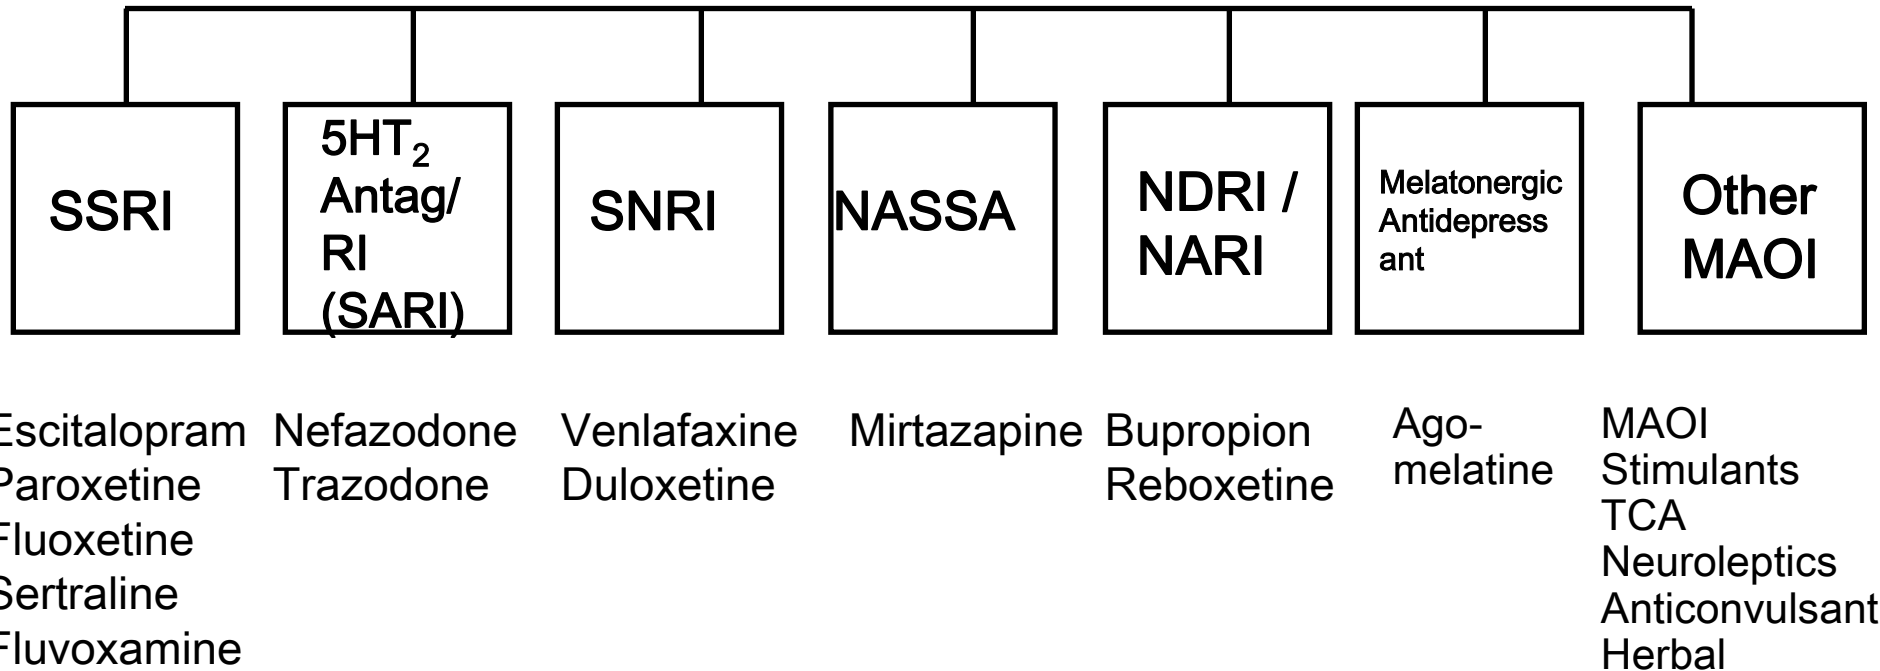 SSRI
5HT₂
Antag/
RI
(SARI)
SNRI
NASSA
NDRI /
NARI
Melatonergic
Antidepress
ant
Other
MAOI
Escitalopram
Paroxetine
Fluoxetine
Sertraline
Fluvoxamine
Nefazodone
Trazodone
Venlafaxine
Duloxetine
Mirtazapine
Bupropion
Reboxetine
Ago-
melatine
MAOI
Stimulants
TCA
Neuroleptics
Anticonvulsant
Herbal